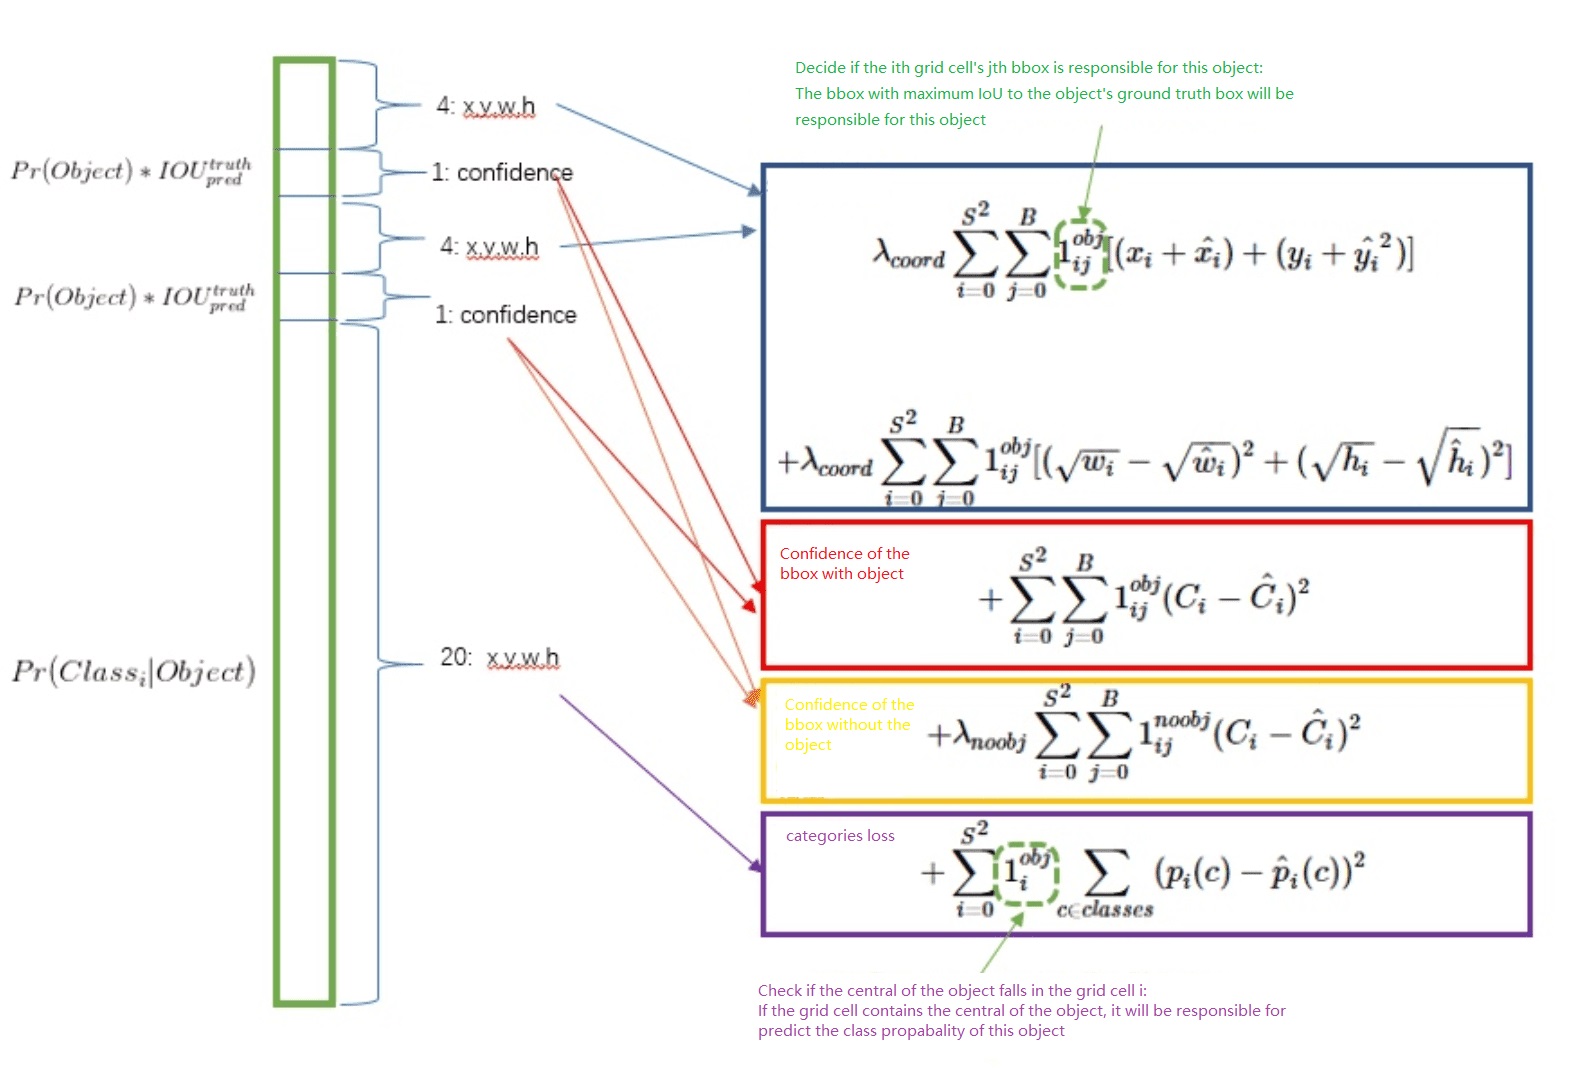 Decide if the ith grid cell's jth bbox is responsible for this object:
The bbox with maximum IoU to the object's ground truth box will be
responsible for this object
4: x,y,w,h
Pr(Object) ∗ IOU^{truth}_{pred}
1: confidence
4: x,y,w,h
Pr(Object) ∗ IOU^{truth}_{pred}
1: confidence
λ_{coord} \sum_{i=0}^{S^2} \sum_{j=0}^{B} 1_{ij}^{obj}[(x_i + \hat{x}_i) + (y_i + \hat{y_i}^2)]
+λ_{coord} \sum_{i=0}^{S^2} \sum_{j=0}^{B} 1_{ij}^{obj}[(\sqrt{w_i} − \sqrt{\hat{w}_i})^2 + (\sqrt{h_i} − \sqrt{\hat{h}_i})^2]
Confidence of the
bbox with object
+ \sum_{i=0}^{S^2} \sum_{j=0}^{B} 1_{ij}^{obj}(C_i − \hat{C}_i)^2
Pr(Class_i|Object)
20: x,y,w,h
Confidence of the
bbox without the
object
+λ_{noobj} \sum_{i=0}^{S^2} \sum_{j=0}^{B} 1_{ij}^{noobj}(C_i − \hat{C}_i)^2
categories loss
+ \sum_{i=0}^{S^2} 1_i^{obj} \sum_{c∈classes} (p_i(c) − \hat{p}_i(c))^2
Check if the central of the object falls in the grid cell i:
If the grid cell contains the central of the object, it will be responsible for
predict the class propabality of this object